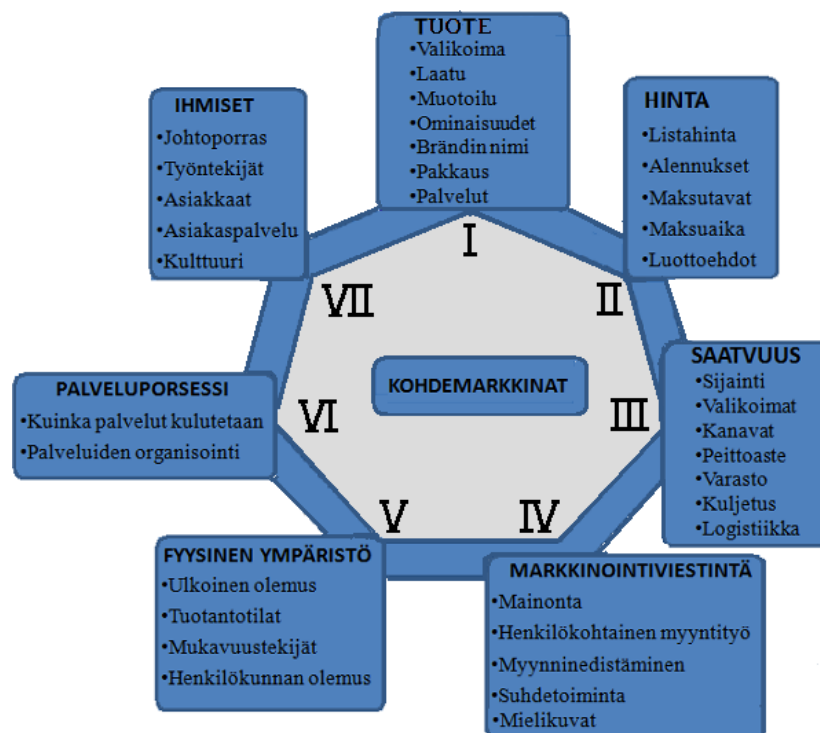 TUOTE
•Valikoima
•Laatu
•Muotoilu
•Ominaisuudet
•Brändin nimi
•Pakkaus
•Palvelut
HINTA
•Listahinta
•Alennukset
•Maksutavat
•Maksuaika
•Luottoehdot
SAATVUUS
•Sijainti
•Valikoimat
•Kanavat
•Peittoaste
•Varasto
•Kuljetus
•Logistiikka
MARKKINOINTIVIESTINTÄ
•Mainonta
•Henkilökohtainen myyntityö
•Myynninedistäminen
•Suhdetoiminta
•Mielikuvat
FYYSINEN YMPÄRISTÖ
•Ulkoinen olemus
•Tuotantotilat
•Mukavuustekijät
•Henkilökunnan olemus
PALVELUPORSESSI
•Kuinka palvelut kulutetaan
•Palveluiden organisointi
IHMISET
•Johtoporras
•Työntekijät
•Asiakkaat
•Asiakaspalvelu
•Kulttuuri
I
II
III
IV
V
VI
VII
KOHDEMARKKINAT